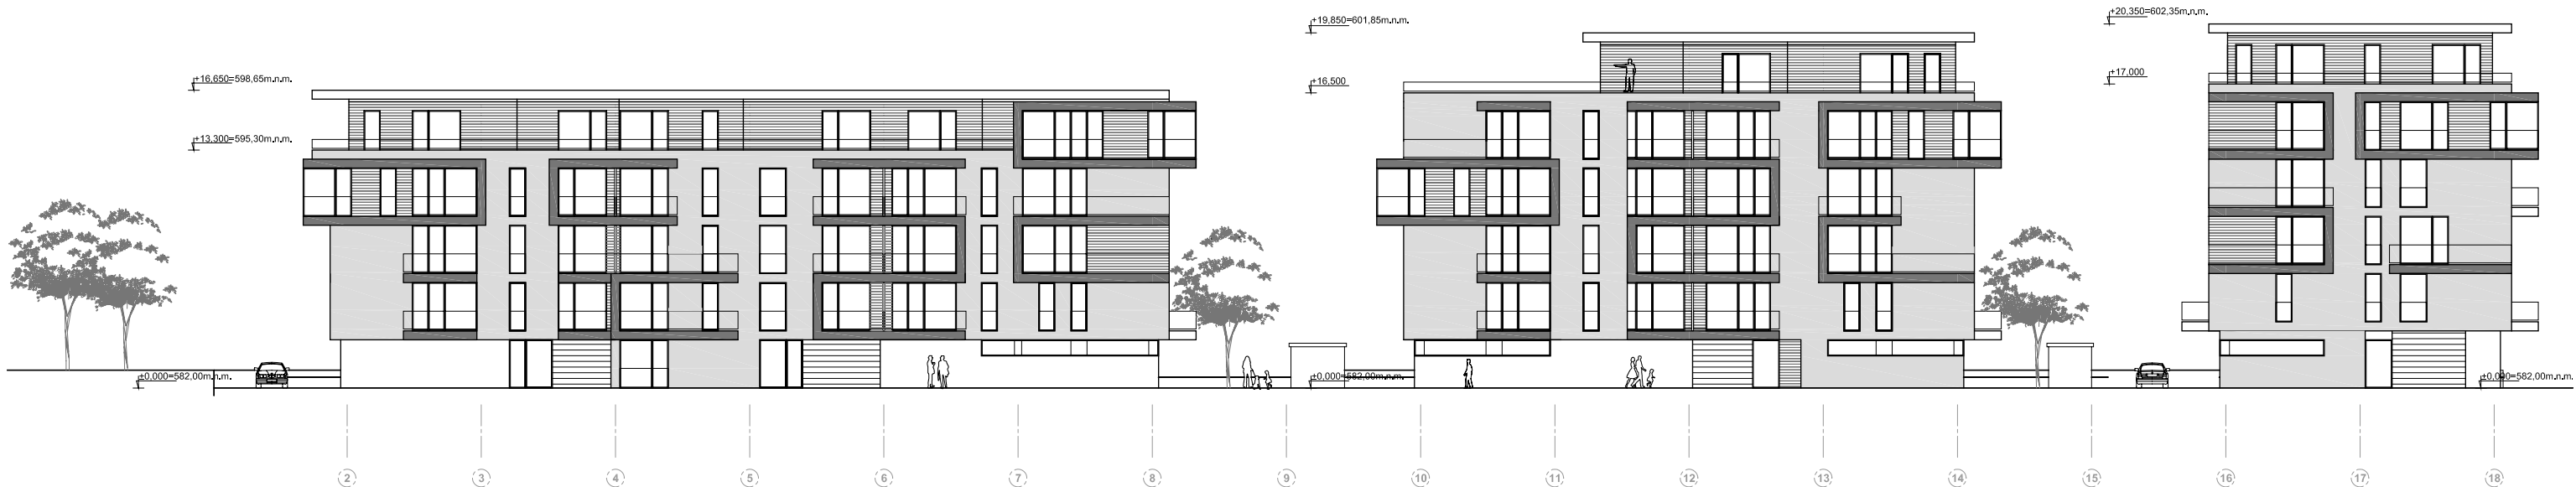 +20,350=602,35m.n.m.
+19,850=601,85m.n.m.
+17,000
+16,650=598,65m.n.m.
+16,500
+13,300=595,30m.n.m.
±0,000=582,00m.n.m.
±0,000=582,00m.n.m.
±0,000=582,00m.n.m.
2 3 4 5 6 7 8 9 10 11 12 13 14 15 16 17 18